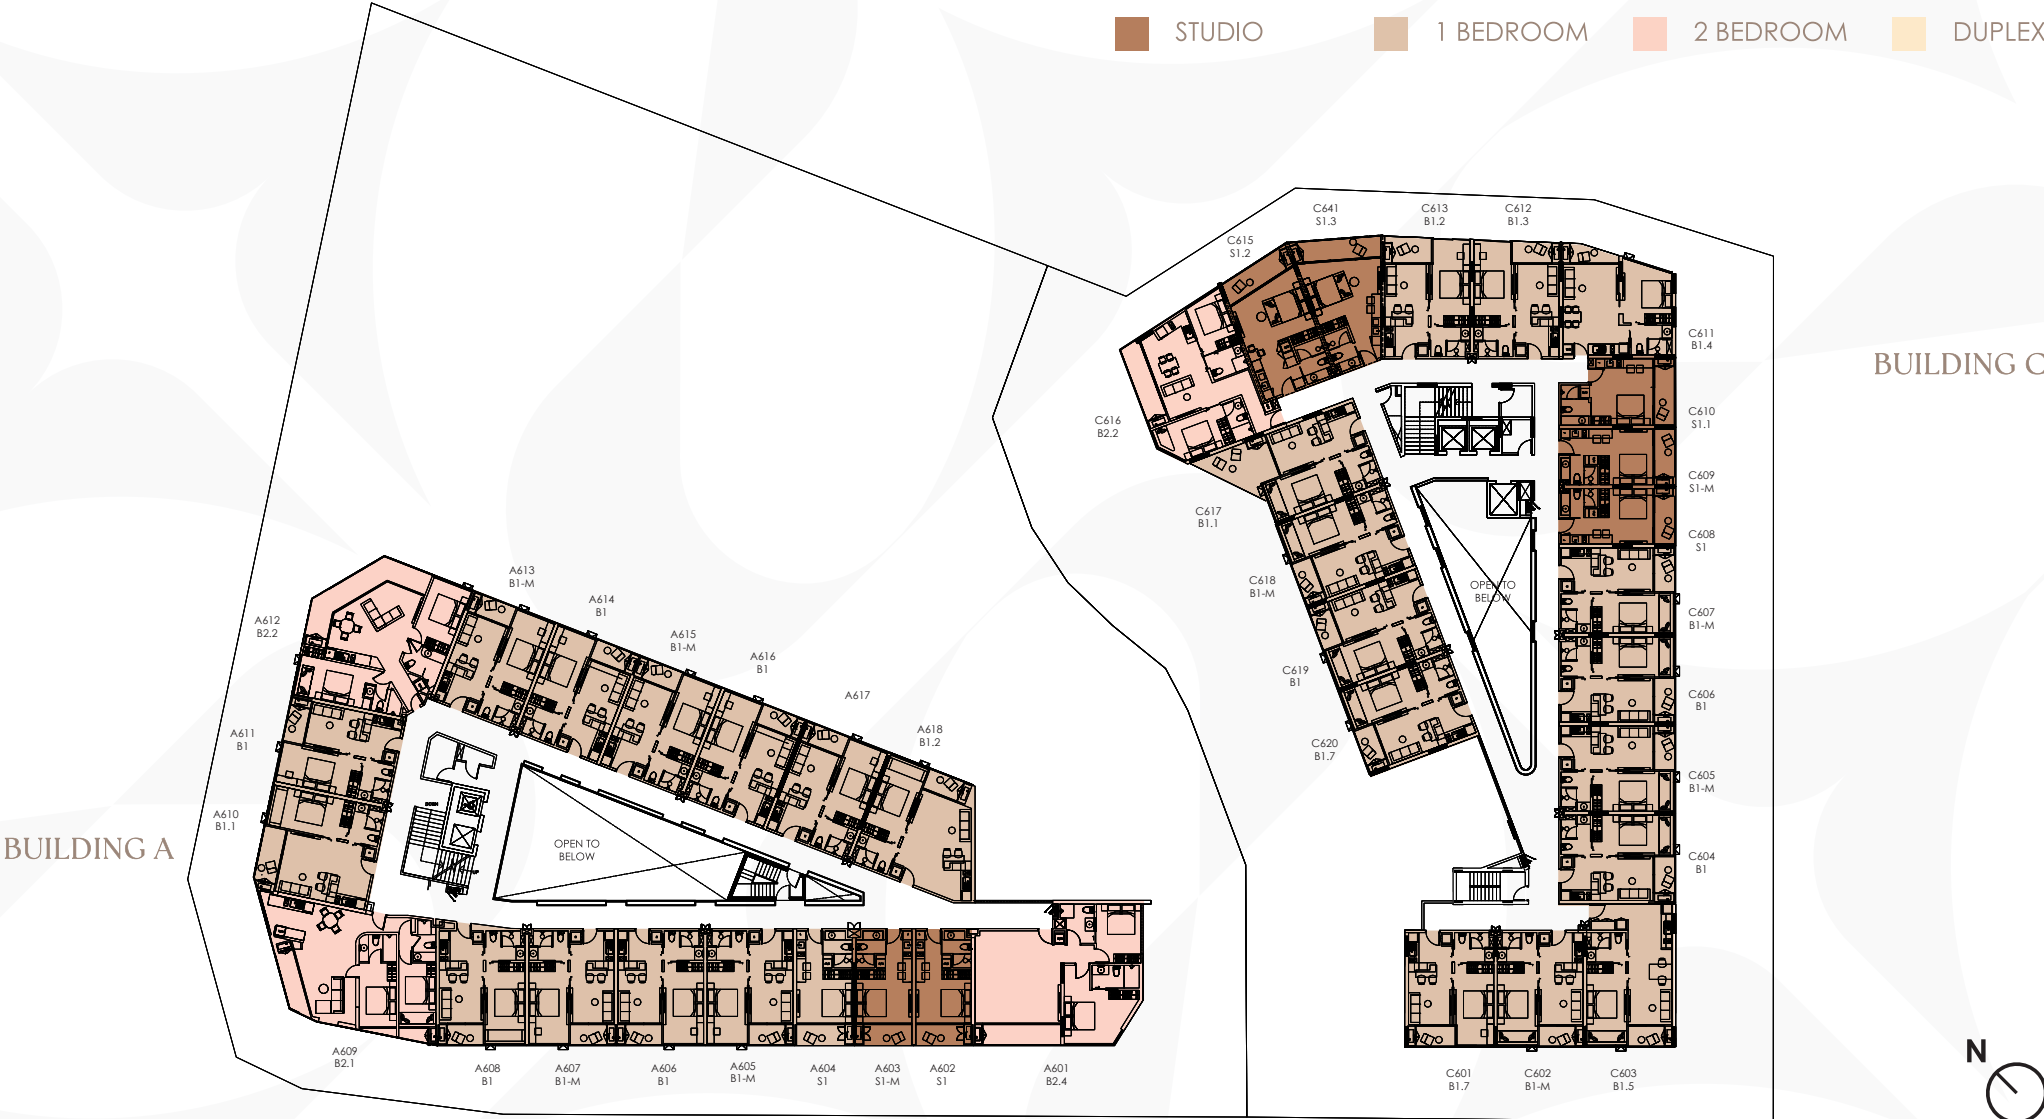 STUDIO
1 BEDROOM
2 BEDROOM
DUPLEX
C641
S1.3
C613
B1.2
C612
B1.3
C615
S1.2
C611
B1.4
BUILDING C
C610
S1.1
C616
B2.2
C609
S1-M
C617
B1.1
C608
S1
OPEN TO
BELOW
C618
B1-M
C607
B1-M
C619
B1
C606
B1
C620
B1.7
C605
B1-M
C604
B1
C601
B1.7
C602
B1-M
C603
B1.5
A613
B1-M
A614
B1
A612
B2.2
A615
B1-M
A616
B1
A617
A618
B1.2
A611
B1
A610
B1.1
BUILDING A
OPEN TO
BELOW
A609
B2.1
A608
B1
A607
B1-M
A606
B1
A605
B1-M
A604
S1
A603
S1-M
A602
S1
A601
B2.4
N